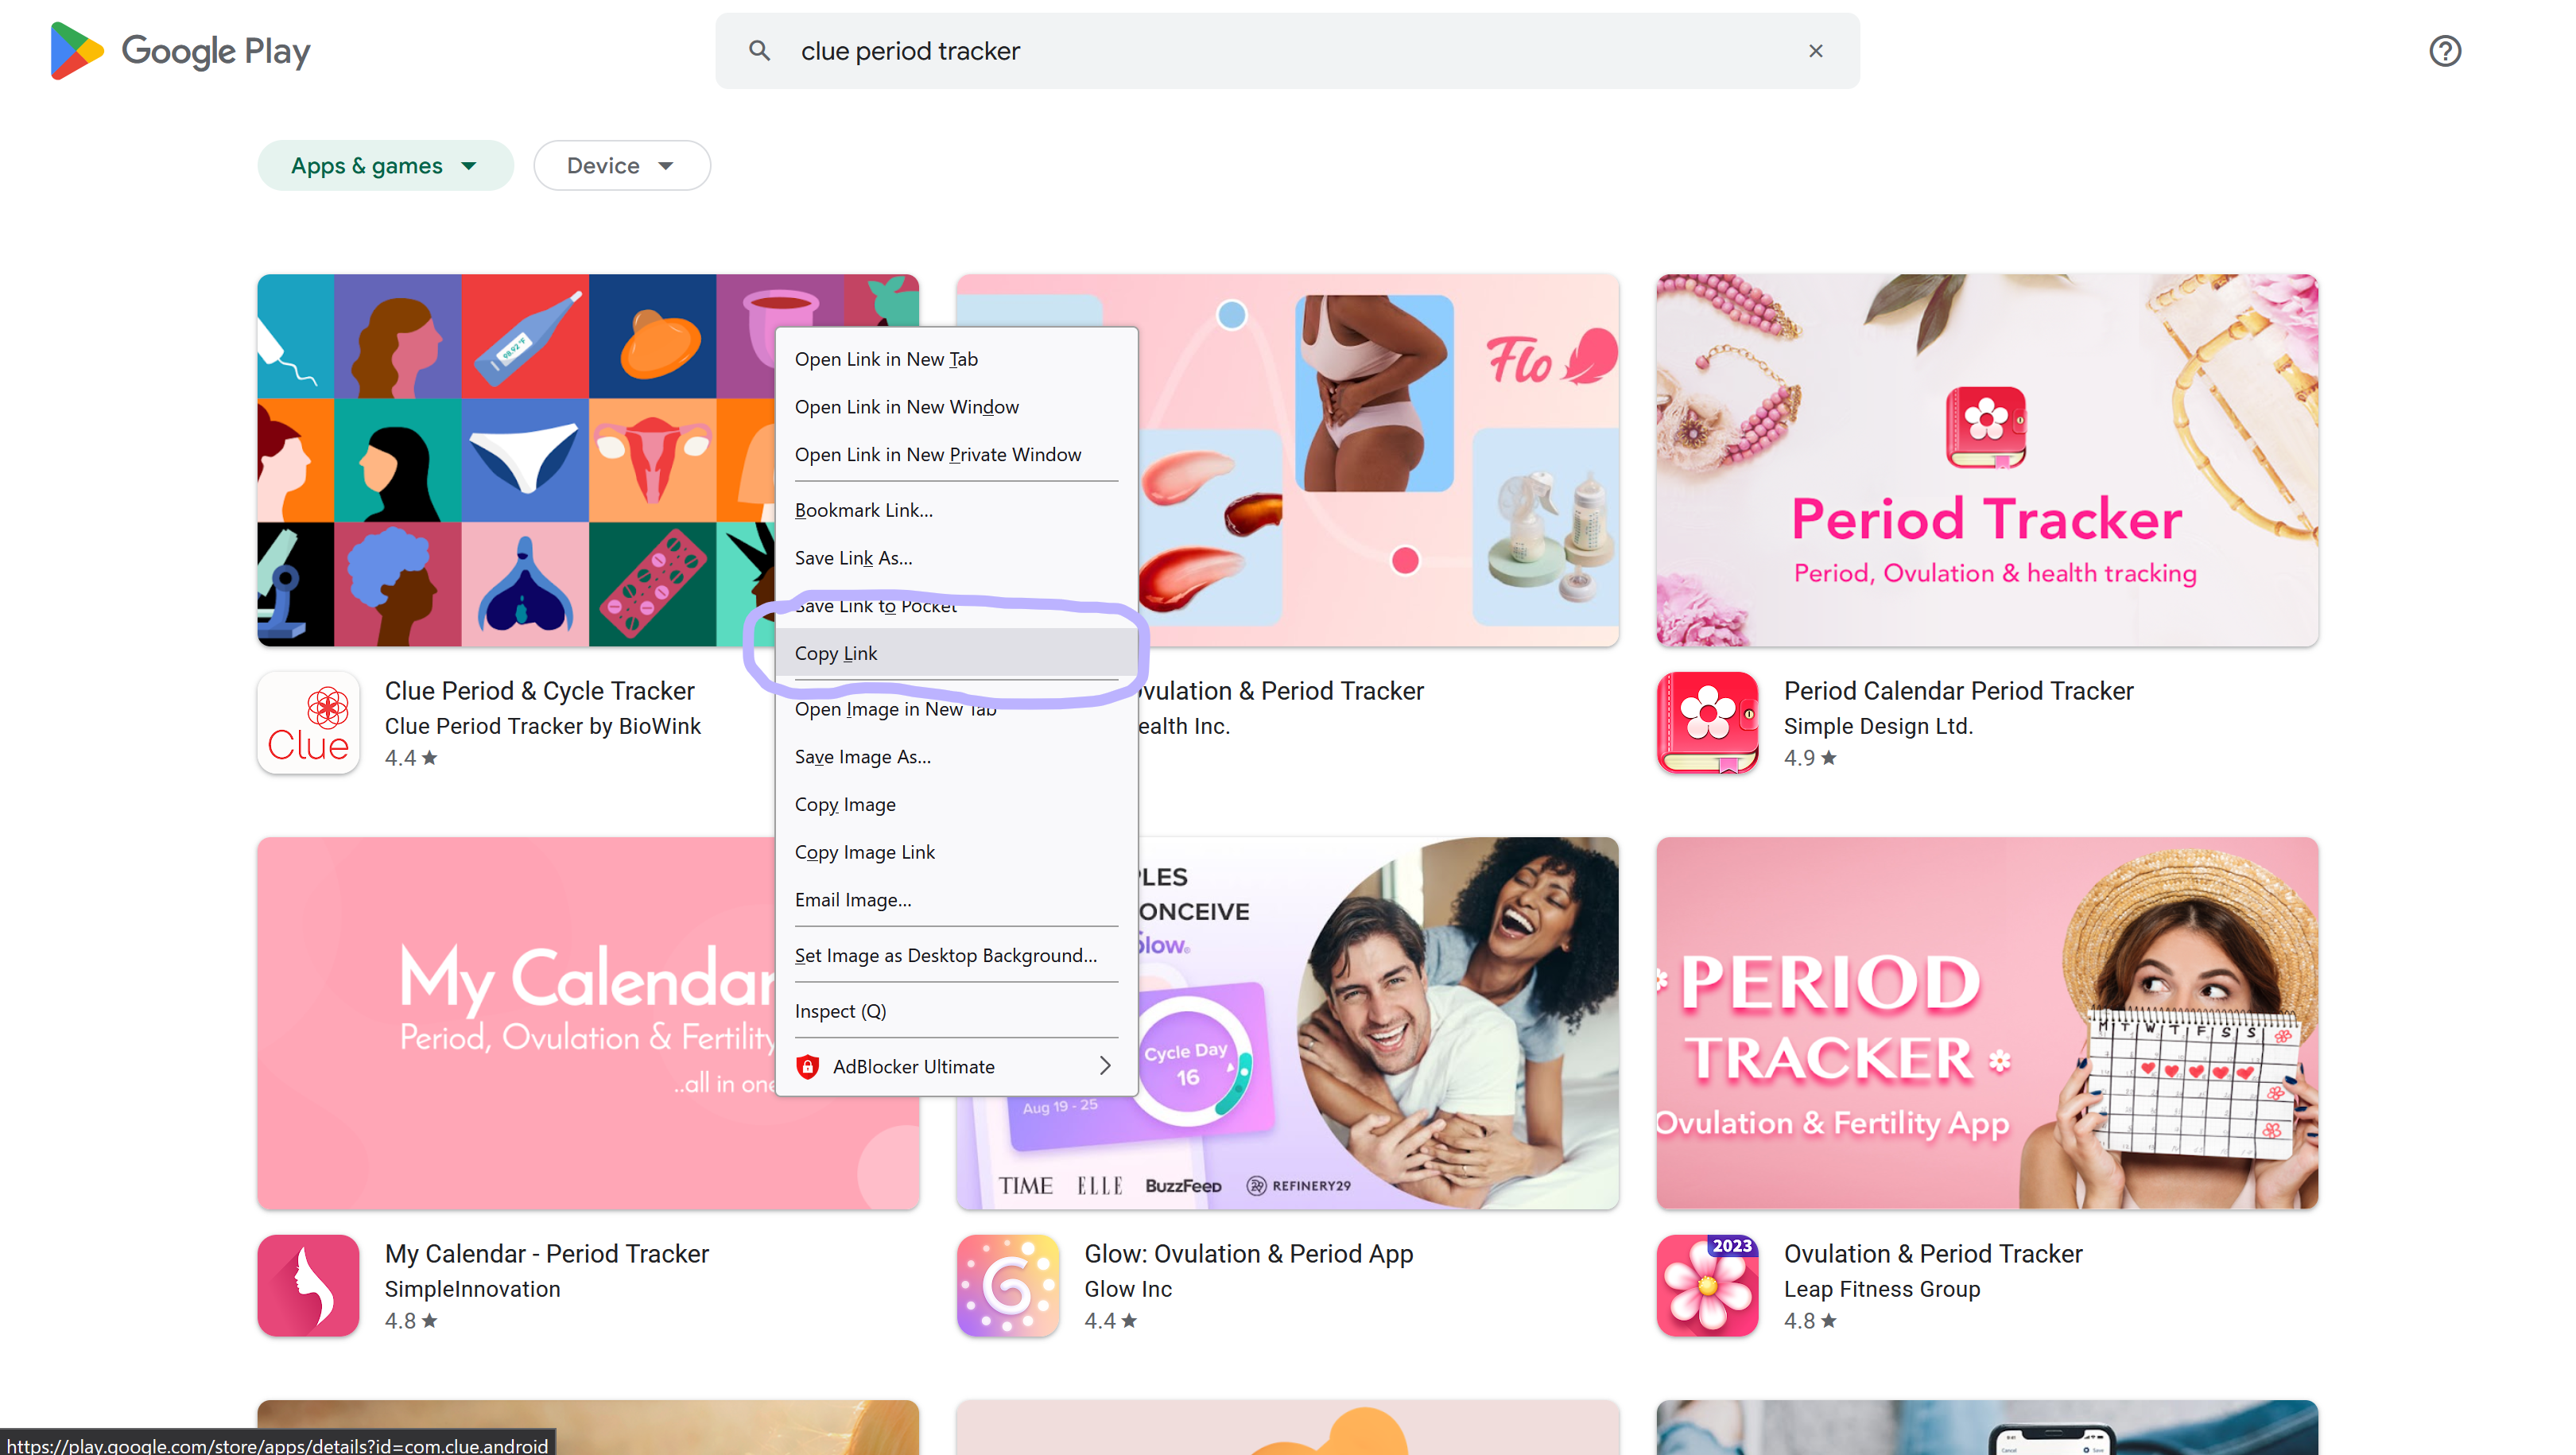 Google Play
clue period tracker
Apps & games
Device
98.92 °F
Open Link in New Tab
Open Link in New Window
Open Link in New Private Window
Bookmark Link...
Save Link As...
Save Link to Pocket
Copy Link
Open Image in New Tab
Save Image As...
Copy Image
Copy Image Link
Email Image...
Set Image as Desktop Background...
Inspect (Q)
AdBlocker Ultimate
Flo
Period Tracker
Period, Ovulation & health tracking
Clue
Clue Period & Cycle Tracker
Clue Period Tracker by BioWink
4.4
vulation & Period Tracker
ealth Inc.
Period Calendar Period Tracker
Simple Design Ltd.
4.9
My Calendar
Period, Ovulation & Fertility
..all in one
PLES
ONCEIVE
Glow
Cycle Day
16
Aug 19 - 25
TIME
ELLE
BuzzFeed
REFINERY29
PERIOD
TRACKER
Ovulation & Fertility App
M T W T F S S
My Calendar - Period Tracker
SimpleInnovation
4.8
Glow: Ovulation & Period App
Glow Inc
4.4
2023
Ovulation & Period Tracker
Leap Fitness Group
4.8
Cancel
Save
https://play.google.com/store/apps/details?id=com.clue.android